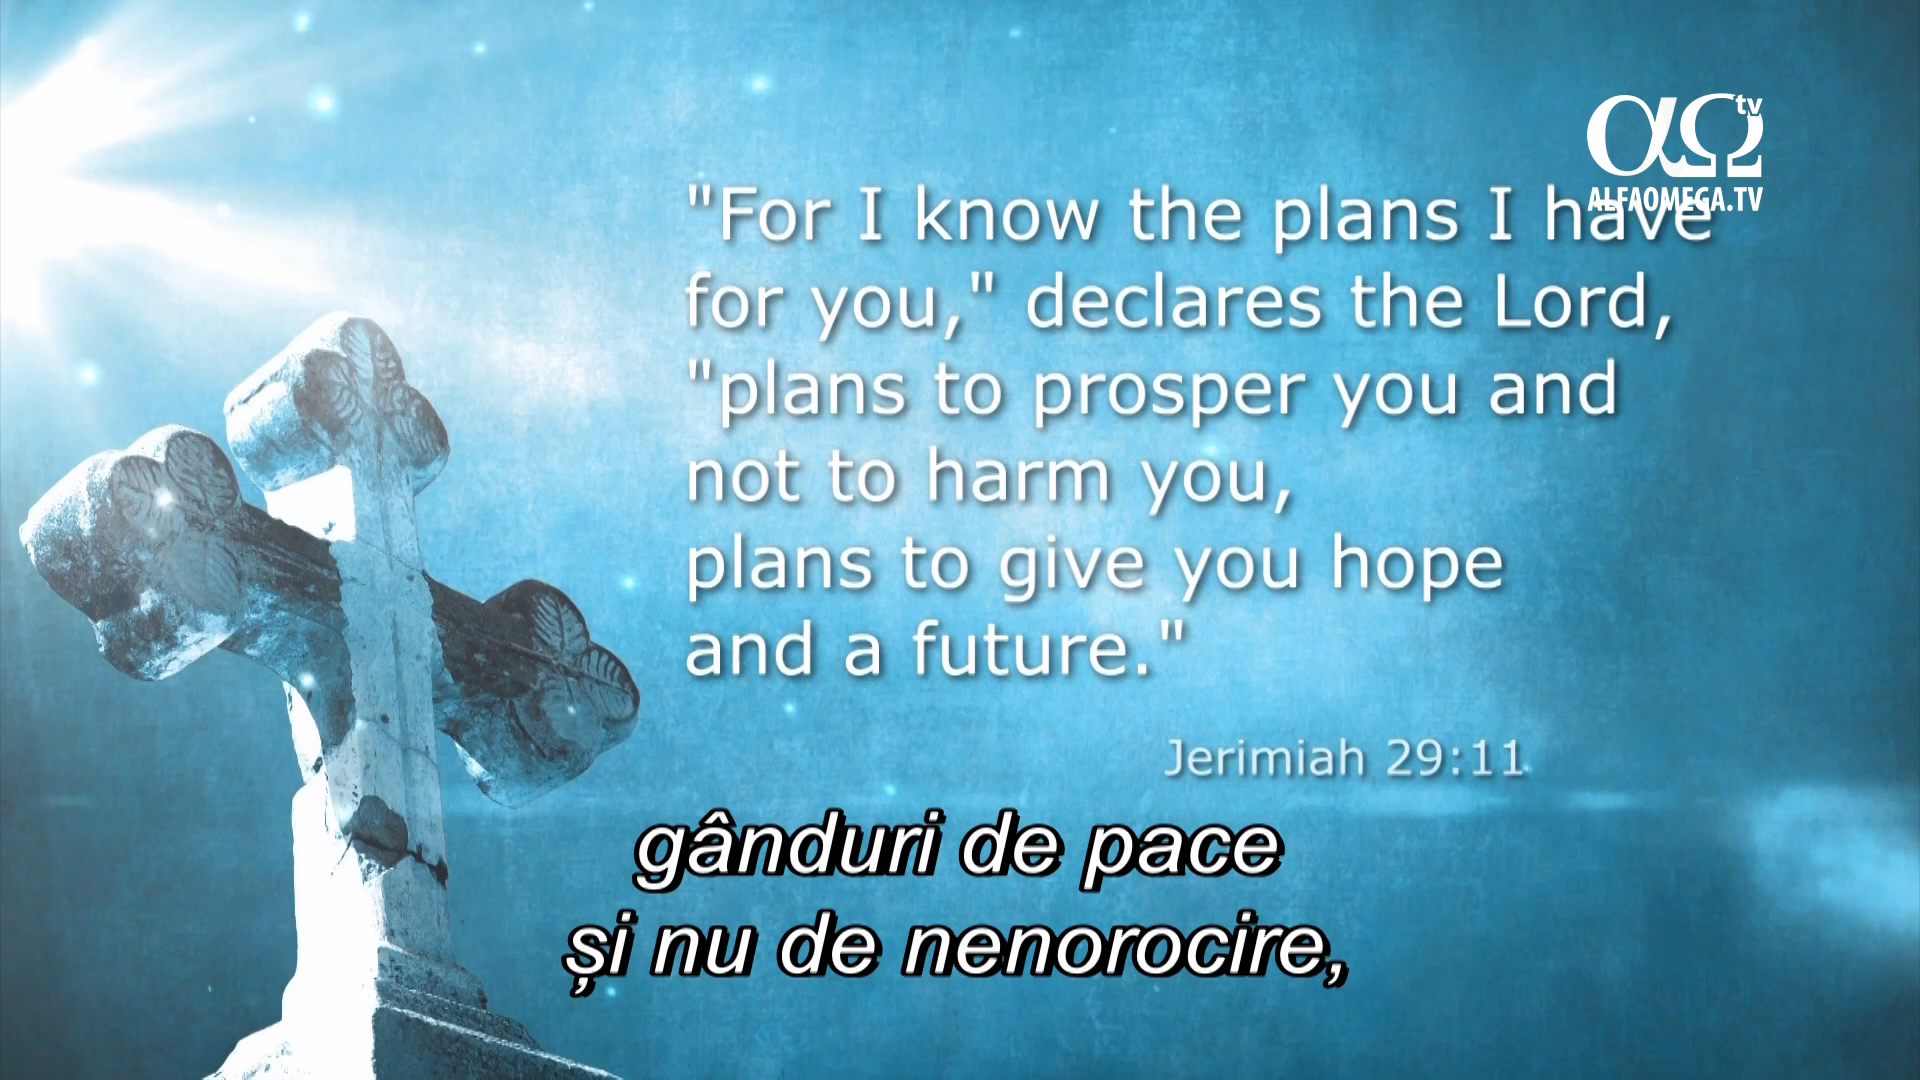 tv
ALFAOMEGA.TV
"For I know the plans I have
for you," declares the Lord,
"plans to prosper you and
not to harm you,
plans to give you hope
and a future."
Jerimiah 29:11
gânduri de pace
și nu de nenorocire,